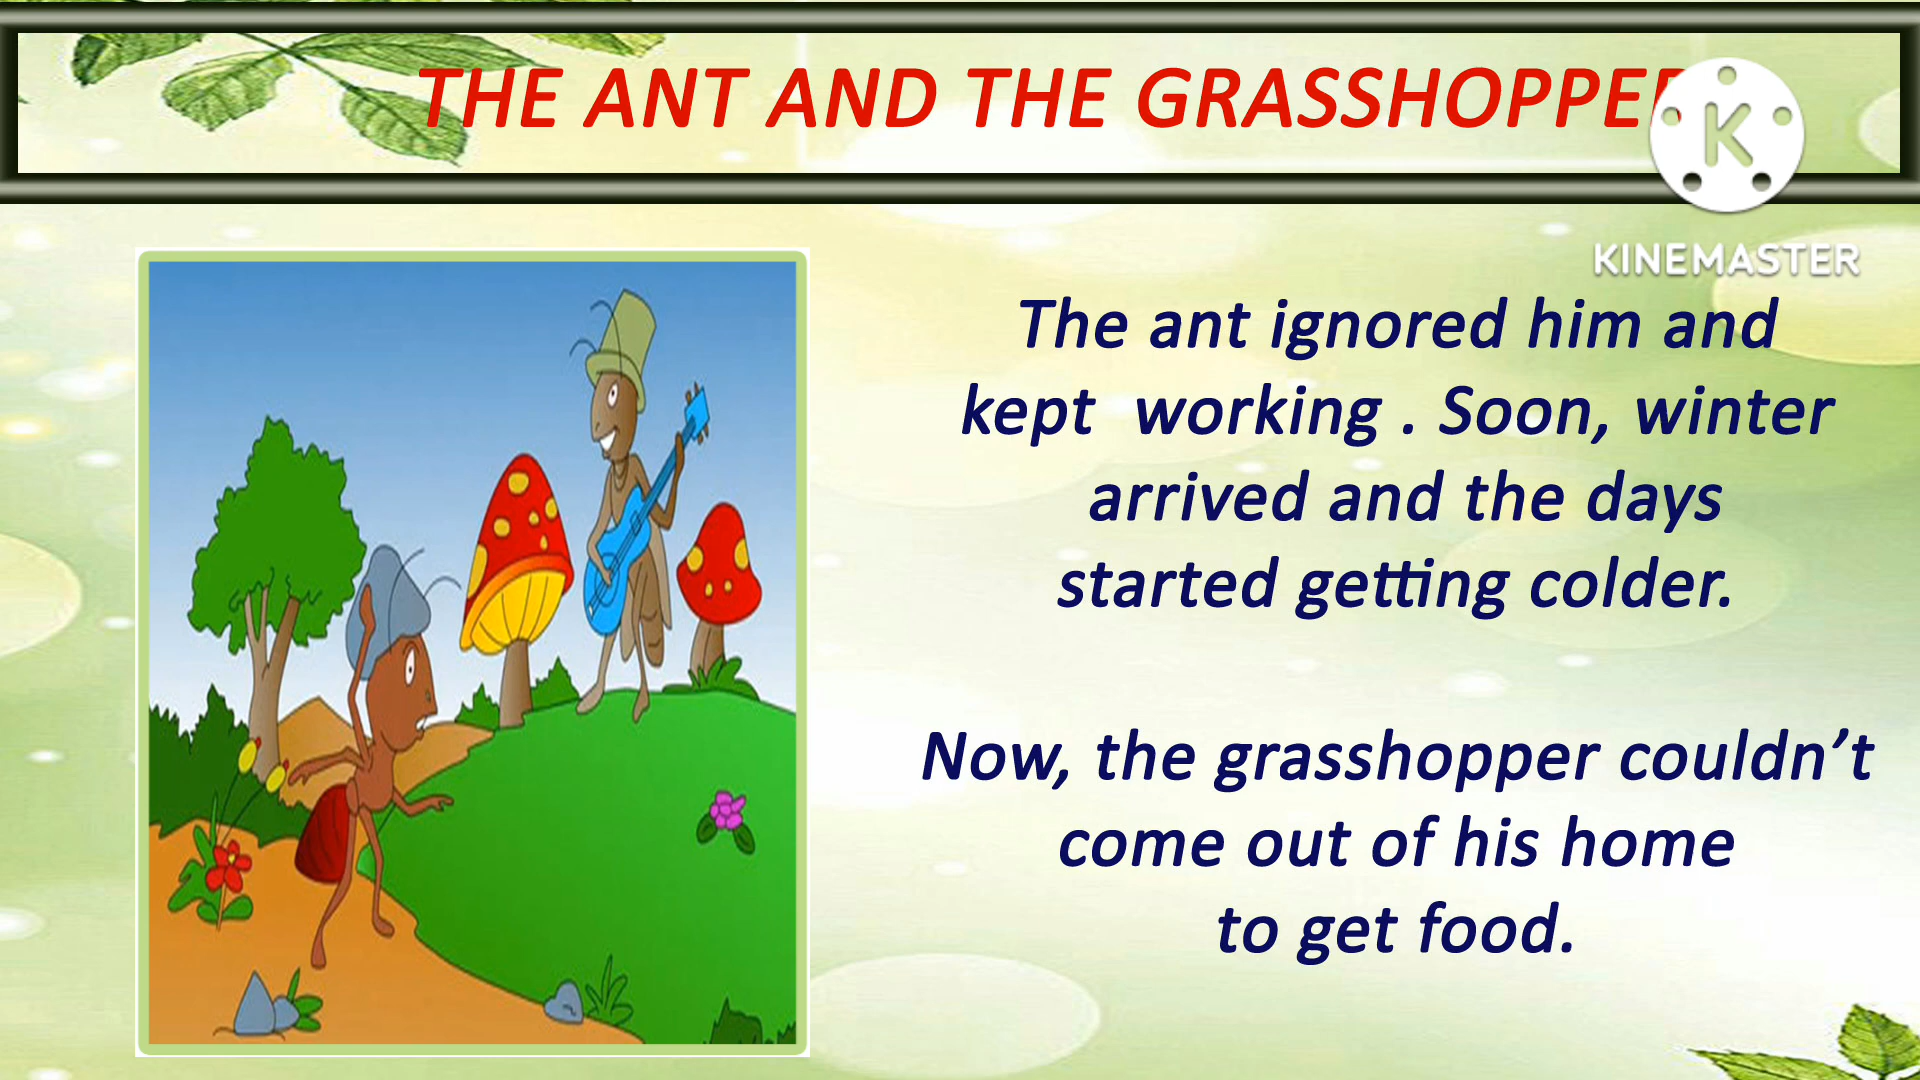 THE ANT AND THE GRASSHOPPER
K
KINEMASTER
The ant ignored him and
kept working . Soon, winter
arrived and the days
started getting colder.
Now, the grasshopper couldn’t
come out of his home
to get food.